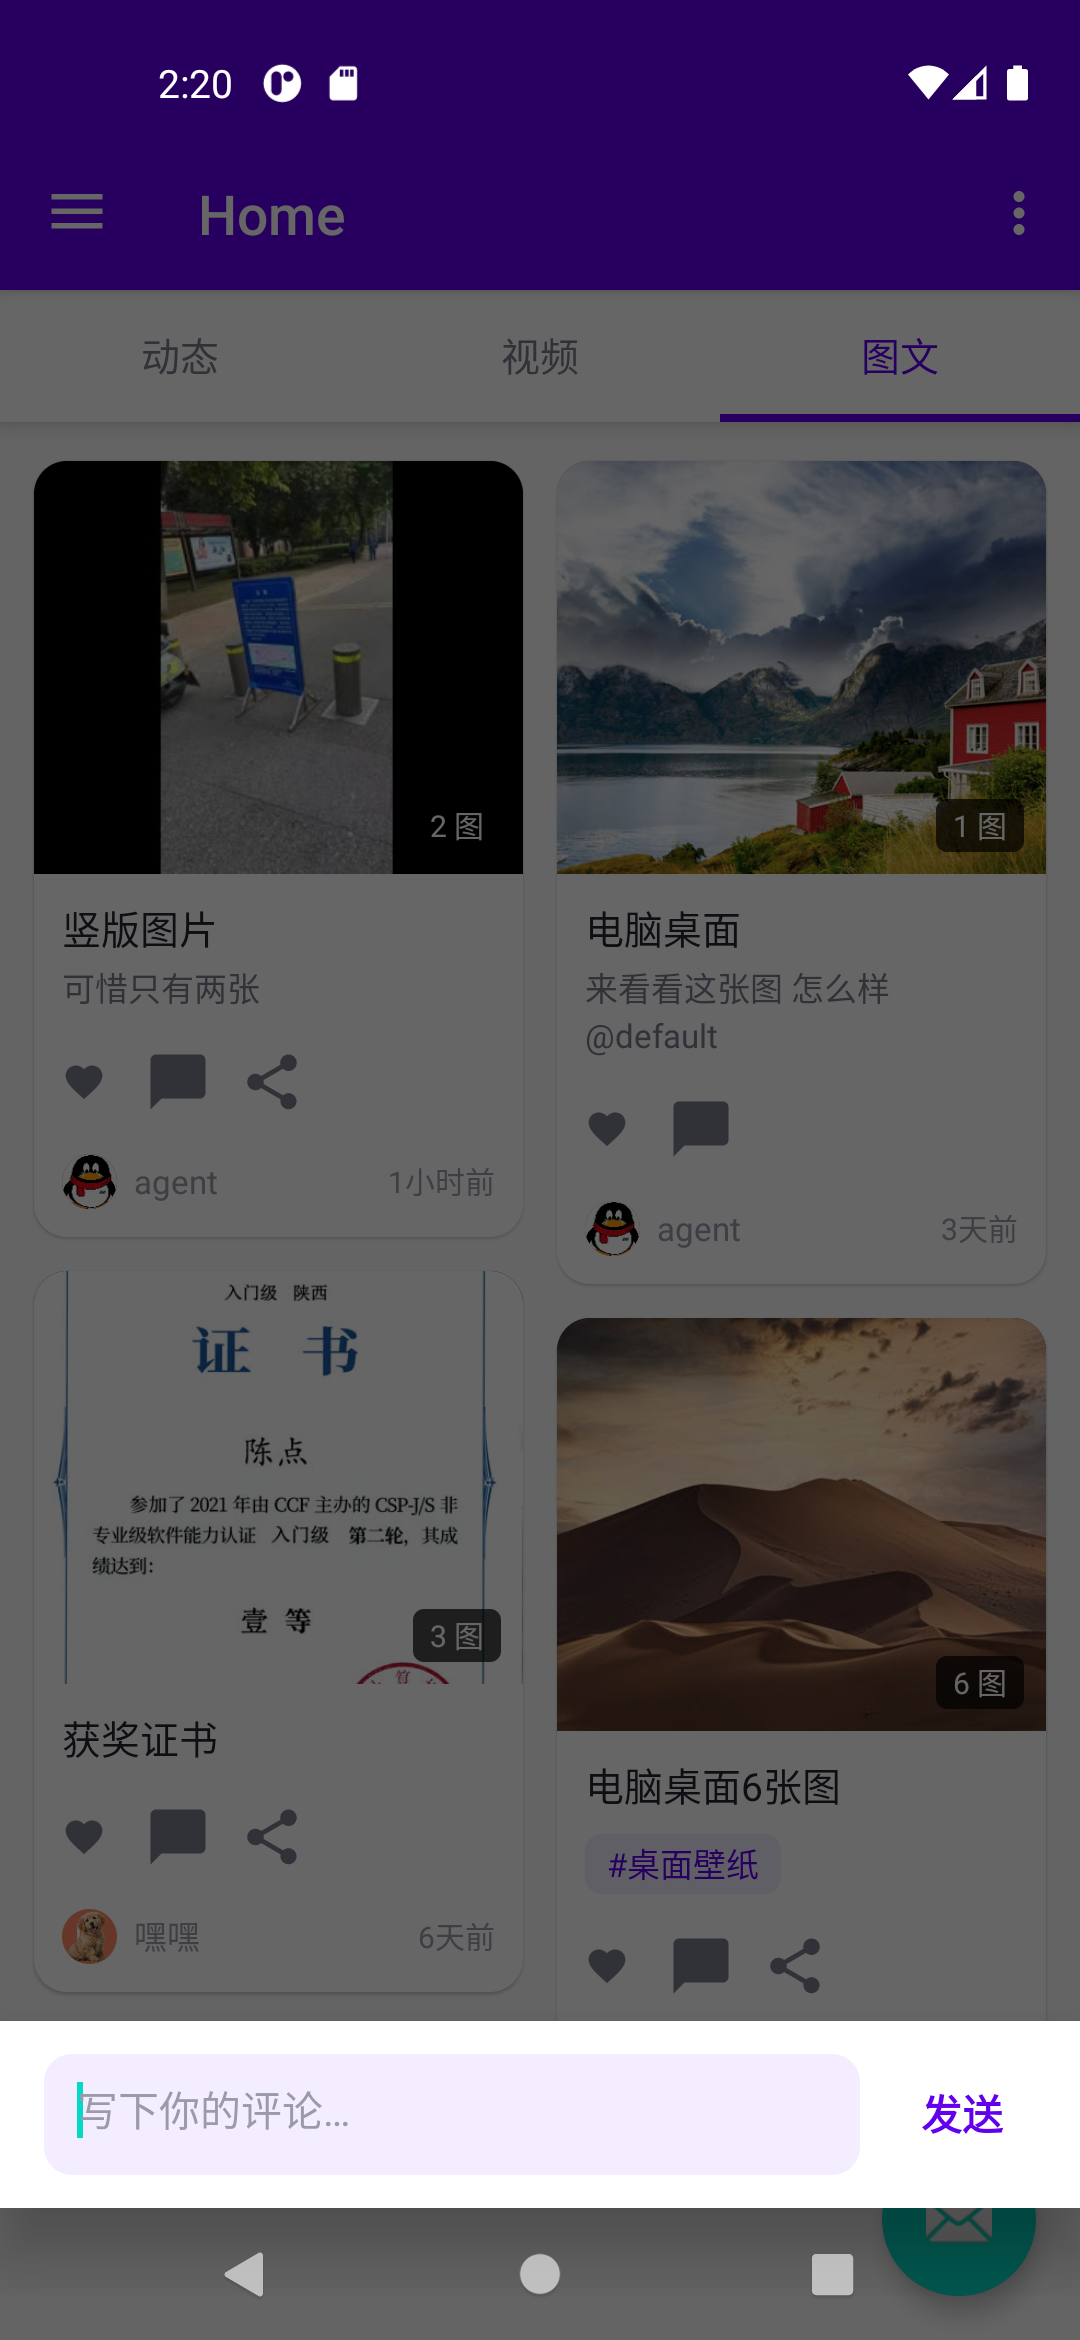 2:20
Home
动态
视频
图文
2 图
竖版图片
可惜只有两张
agent
1小时前
1 图
电脑桌面
来看看这张图 怎么样
@default
agent
3天前
入门级 陕西
证 书
陈点
参加了 2021 年由 CCF 主办的 CSP-J/S 非
专业级软件能力认证 入门级 第二轮，其成
绩达到：
壹 等
3 图
获奖证书
嘿嘿
6天前
6 图
电脑桌面6张图
#桌面壁纸
写下你的评论...
发送